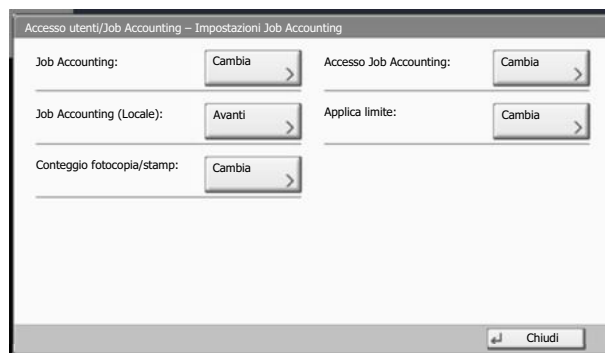 Accesso utenti/Job Accounting – Impostazioni Job Accounting
Job Accounting: Cambia Accesso Job Accounting: Cambia
Job Accounting (Locale): Avanti Applica limite: Cambia
Conteggio fotocopia/stamp: Cambia
Chiudi